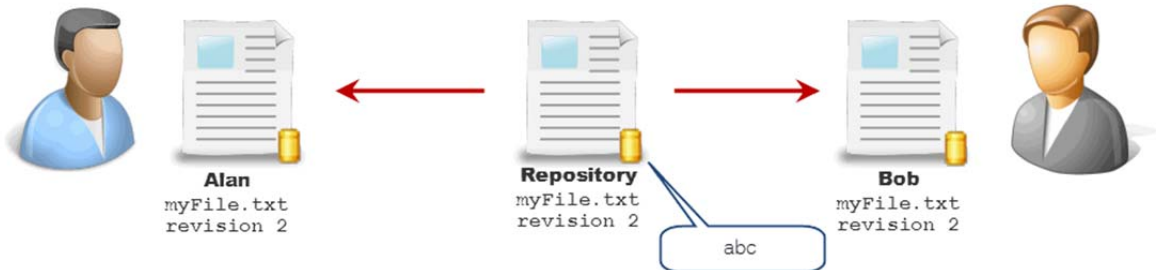 Alan
myFile.txt
revision 2
Repository
myFile.txt
revision 2
Bob
myFile.txt
revision 2
abc